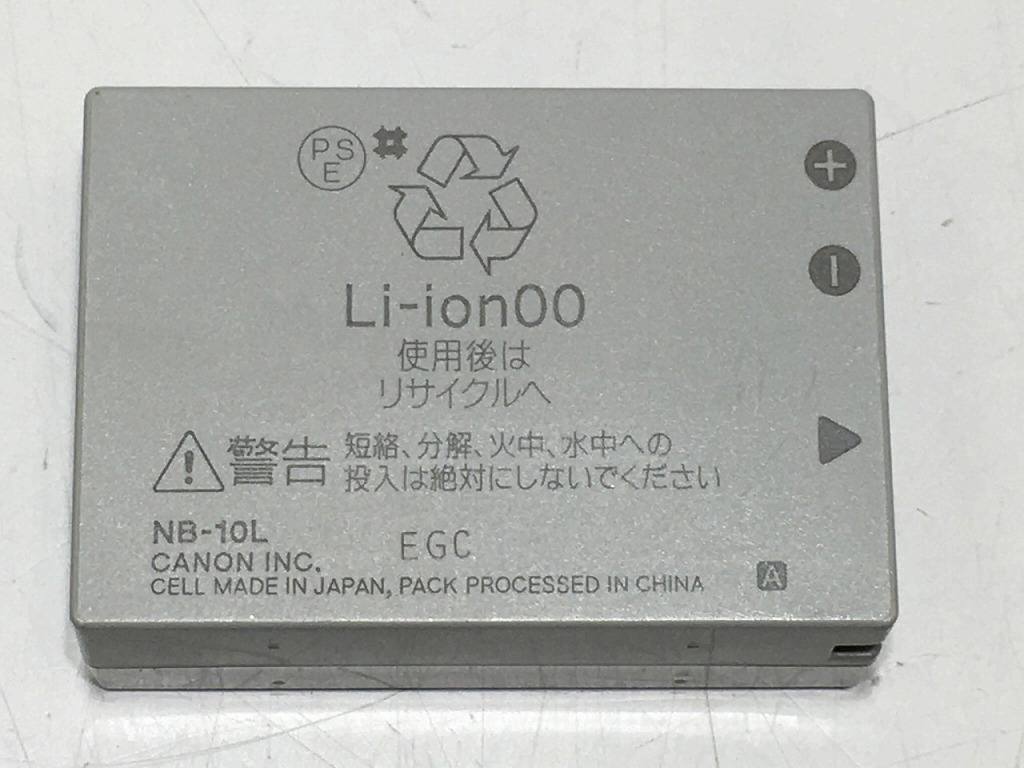 PSE
Li-ion00
使用後は
リサイクルへ
警告
短絡、分解、火中、水中への
投入は絶対にしないでください
NB-10L
EGC
CANON INC.
CELL MADE IN JAPAN, PACK PROCESSED IN CHINA
A